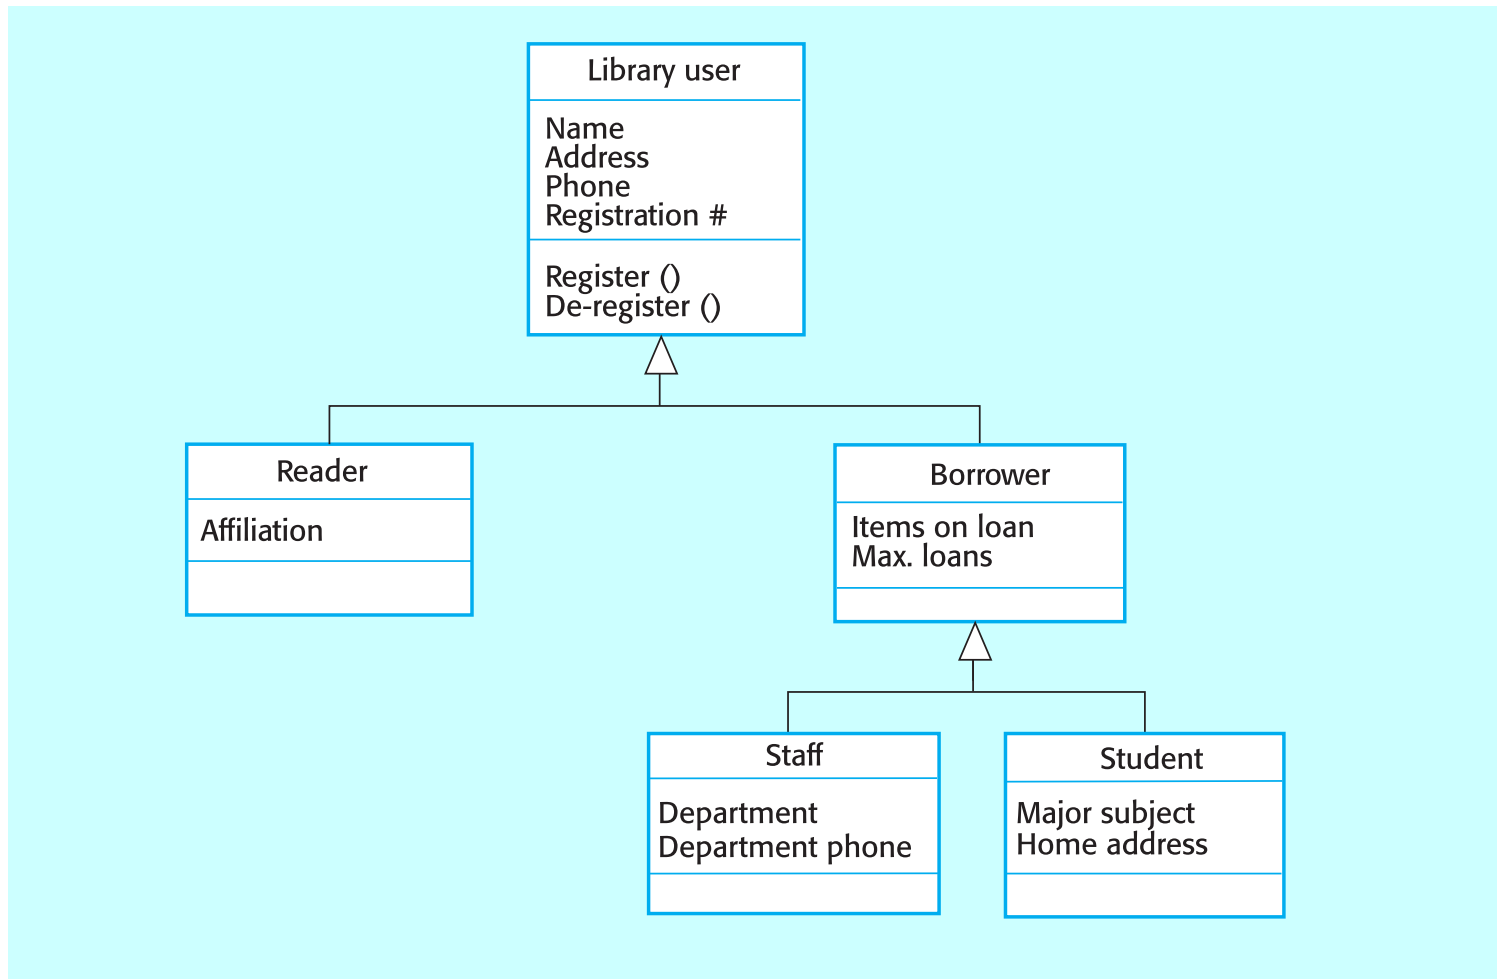 Library user
Name
Address
Phone
Registration #
Register ()
De-register ()
Reader
Affiliation
Borrower
Items on loan
Max. loans
Staff
Department
Department phone
Student
Major subject
Home address